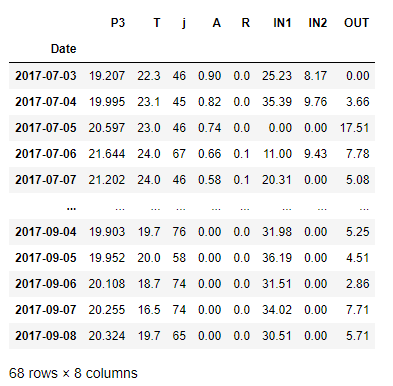 P3 T j A R IN1 IN2 OUT
Date
2017-07-03 19.207 22.3 46 0.90 0.0 25.23 8.17 0.00
2017-07-04 19.995 23.1 45 0.82 0.0 35.39 9.76 3.66
2017-07-05 20.597 23.0 46 0.74 0.0 0.00 0.00 17.51
2017-07-06 21.644 24.0 67 0.66 0.1 11.00 9.43 7.78
2017-07-07 21.202 24.0 46 0.58 0.1 20.31 0.00 5.08
... ... ... ... ... ... ... ... ...
2017-09-04 19.903 19.7 76 0.00 0.0 31.98 0.00 5.25
2017-09-05 19.952 20.0 58 0.00 0.0 36.19 0.00 4.51
2017-09-06 20.108 18.7 74 0.00 0.0 31.51 0.00 2.86
2017-09-07 20.255 16.5 74 0.00 0.0 34.02 0.00 7.71
2017-09-08 20.324 19.7 65 0.00 0.0 30.51 0.00 5.71
68 rows × 8 columns